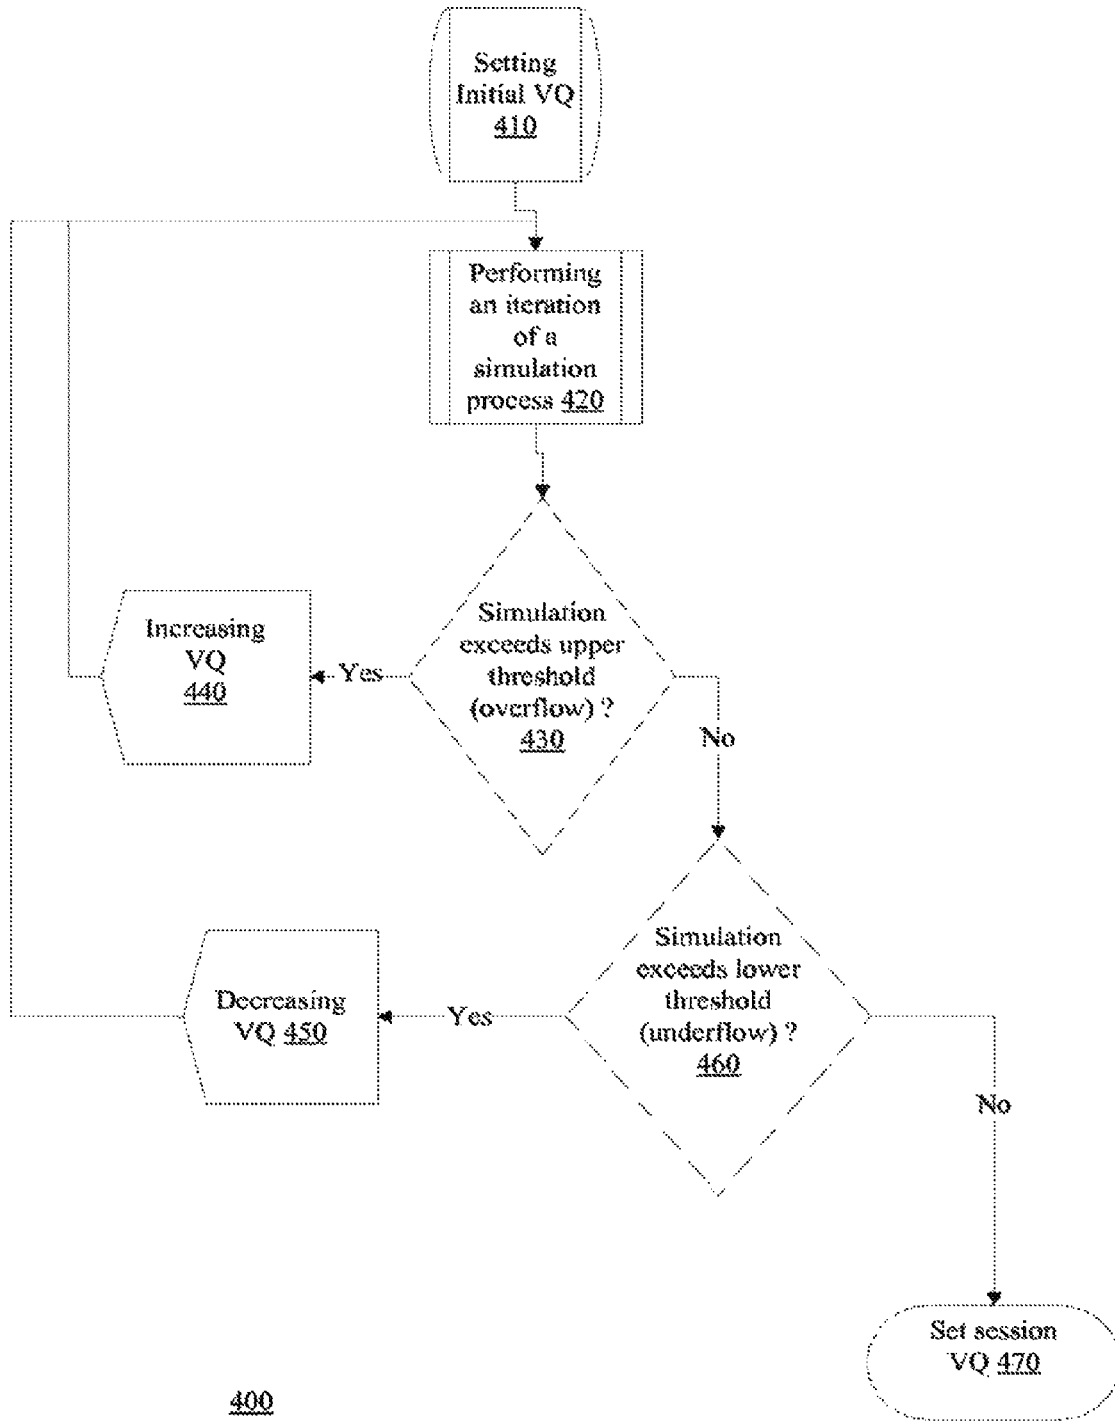 Setting
Initial VQ
410
Performing
an iteration
of a
simulation
process 420
Simulation
exceeds upper
threshold
(overflow) ?
430
Increasing
VQ
440
Yes
No
Simulation
exceeds lower
threshold
(underflow) ?
460
Decreasing
VQ 450
Yes
No
Set session
VQ 470
400